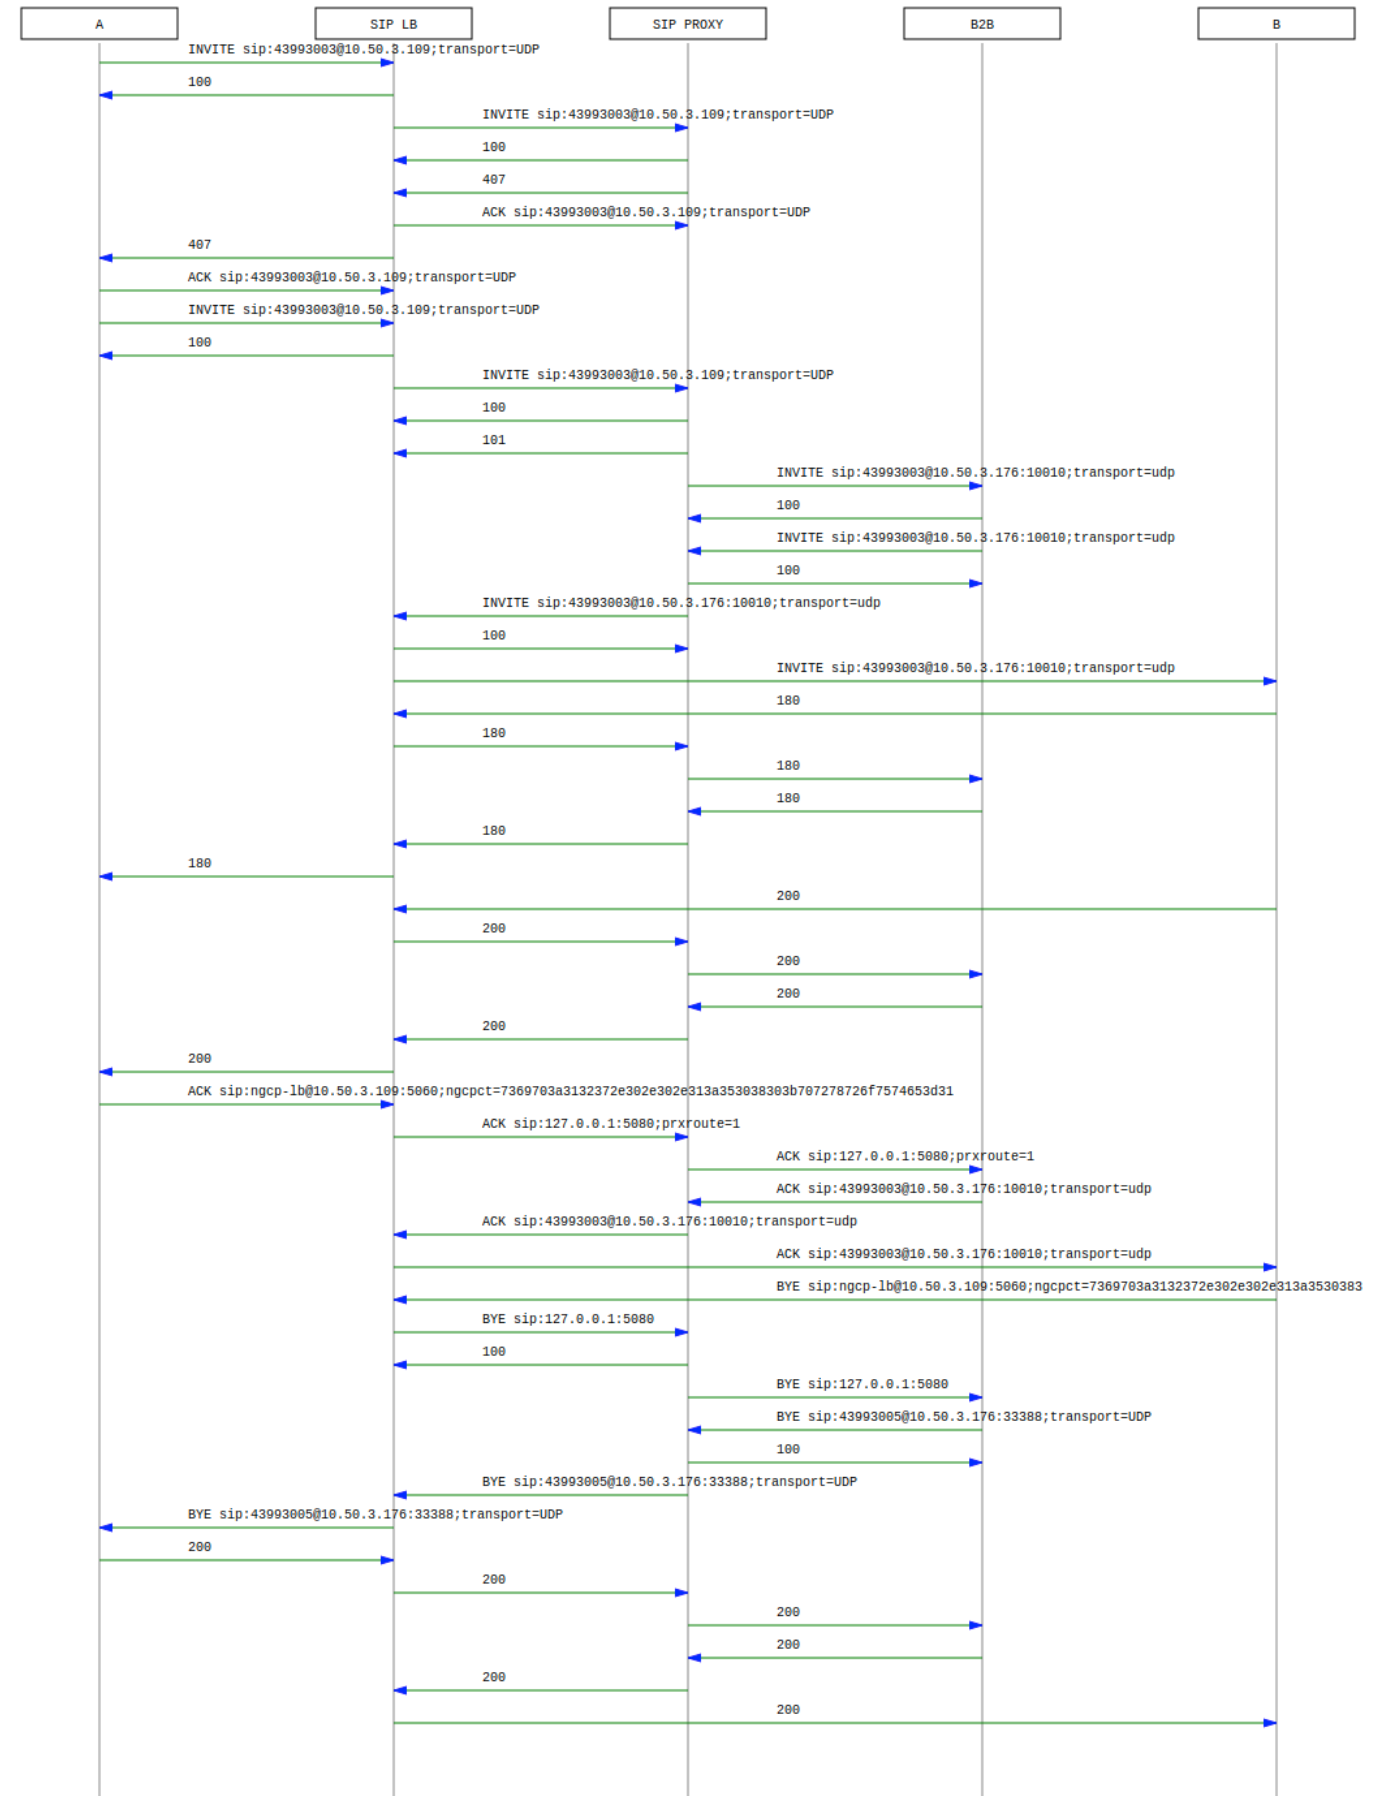 A SIP LB SIP PROXY B2B B
INVITE sip:43993003@10.50.3.109;transport=UDP
100
INVITE sip:43993003@10.50.3.109;transport=UDP
100
407
ACK sip:43993003@10.50.3.109;transport=UDP
407
ACK sip:43993003@10.50.3.109;transport=UDP
INVITE sip:43993003@10.50.3.109;transport=UDP
100
INVITE sip:43993003@10.50.3.109;transport=UDP
100
101
INVITE sip:43993003@10.50.3.176:10010;transport=udp
100
INVITE sip:43993003@10.50.3.176:10010;transport=udp
100
INVITE sip:43993003@10.50.3.176:10010;transport=udp
100
INVITE sip:43993003@10.50.3.176:10010;transport=udp
180
180
180
180
180
180
200
200
200
200
200
200
ACK sip:ngcp-lb@10.50.3.109:5060;ngcpct=7369703a3132372e302e302e313a353038303b707278726f7574653d31
ACK sip:127.0.0.1:5080;prxroute=1
ACK sip:127.0.0.1:5080;prxroute=1
ACK sip:43993003@10.50.3.176:10010;transport=udp
ACK sip:43993003@10.50.3.176:10010;transport=udp
ACK sip:43993003@10.50.3.176:10010;transport=udp
BYE sip:ngcp-lb@10.50.3.109:5060;ngcpct=7369703a3132372e302e302e313a3530383
BYE sip:127.0.0.1:5080
100
BYE sip:127.0.0.1:5080
BYE sip:43993005@10.50.3.176:33388;transport=UDP
100
BYE sip:43993005@10.50.3.176:33388;transport=UDP
BYE sip:43993005@10.50.3.176:33388;transport=UDP
200
200
200
200
200
200